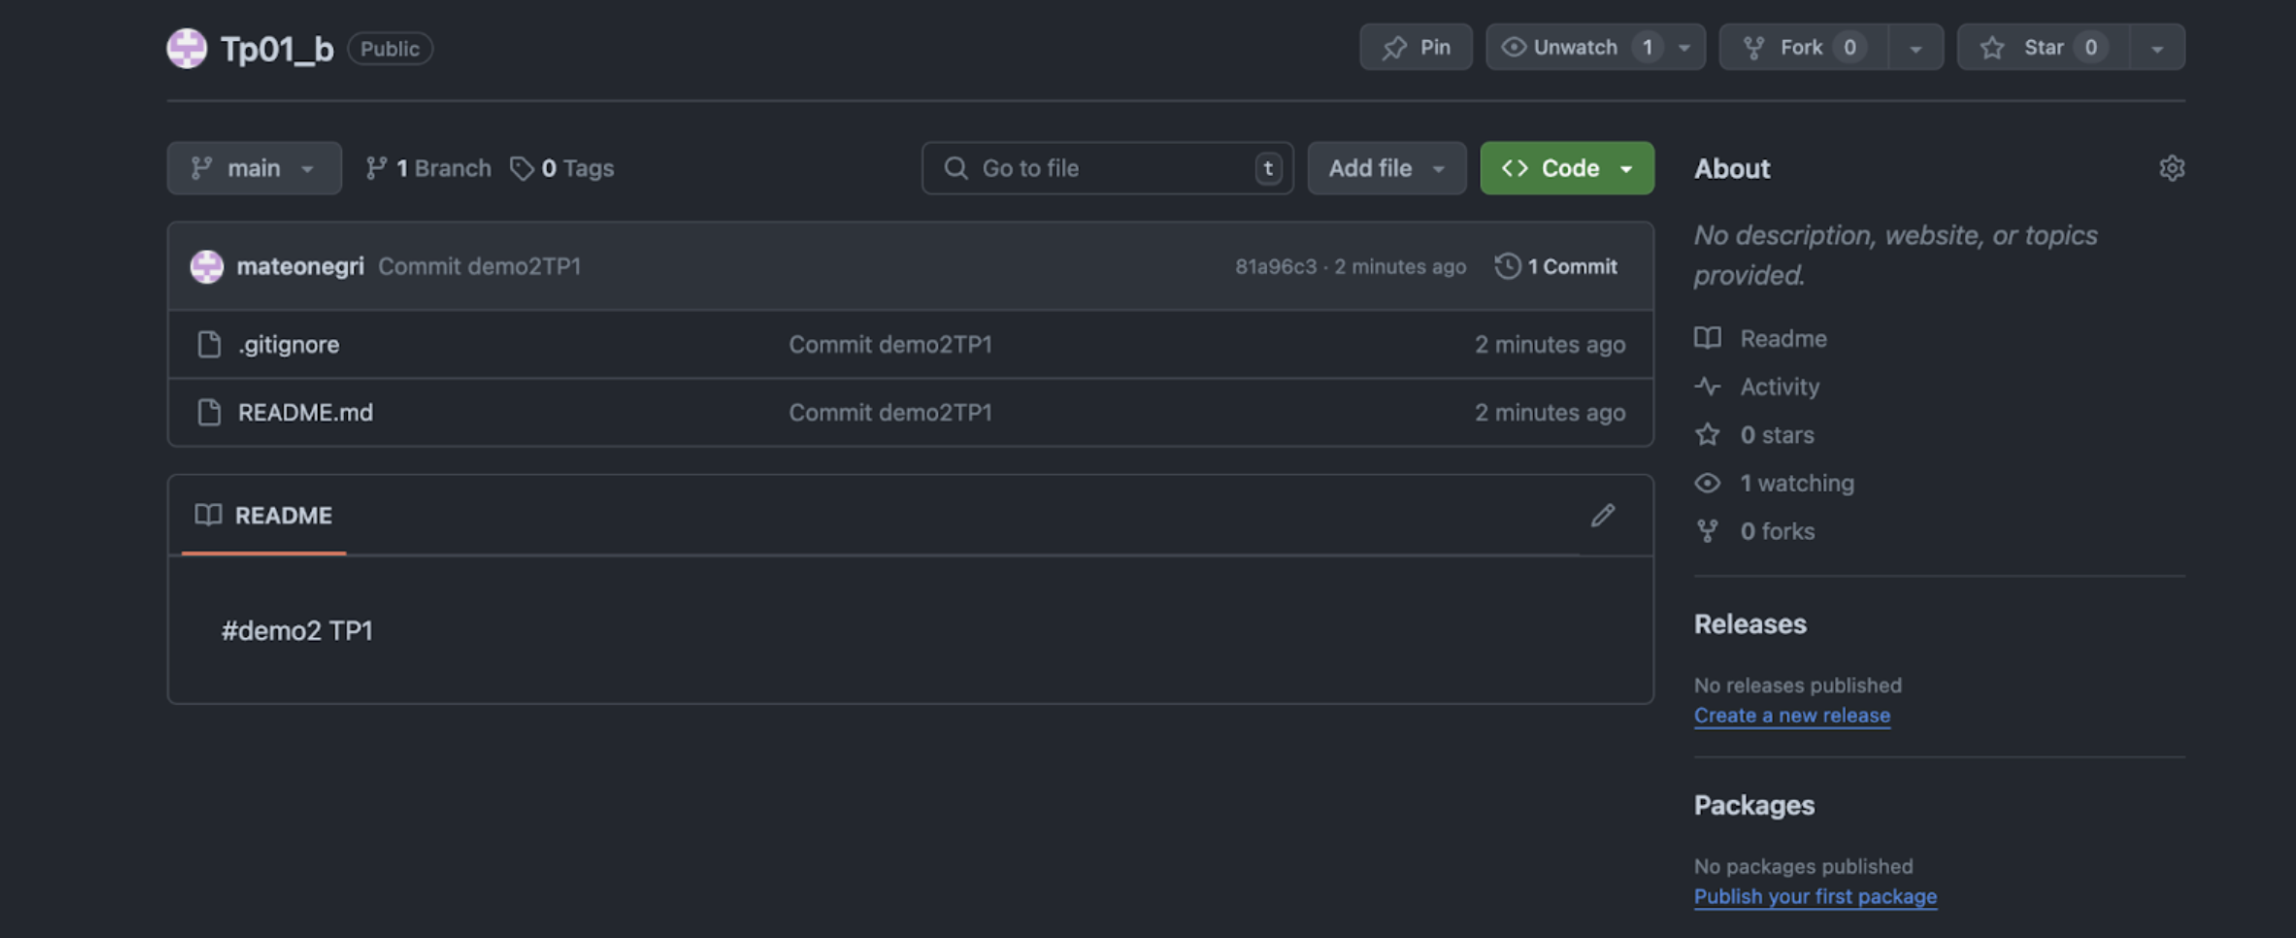 Tp01_b Public Pin Unwatch 1 Fork 0 Star 0
main 1 Branch 0 Tags Go to file t Add file Code
mateonegri Commit demo2TP1 81a96c3 · 2 minutes ago 1 Commit
.gitignore Commit demo2TP1 2 minutes ago
README.md Commit demo2TP1 2 minutes ago
README
#demo2 TP1
About
No description, website, or topics
provided.
Readme
Activity
0 stars
1 watching
0 forks
Releases
No releases published
Create a new release
Packages
No packages published
Publish your first package